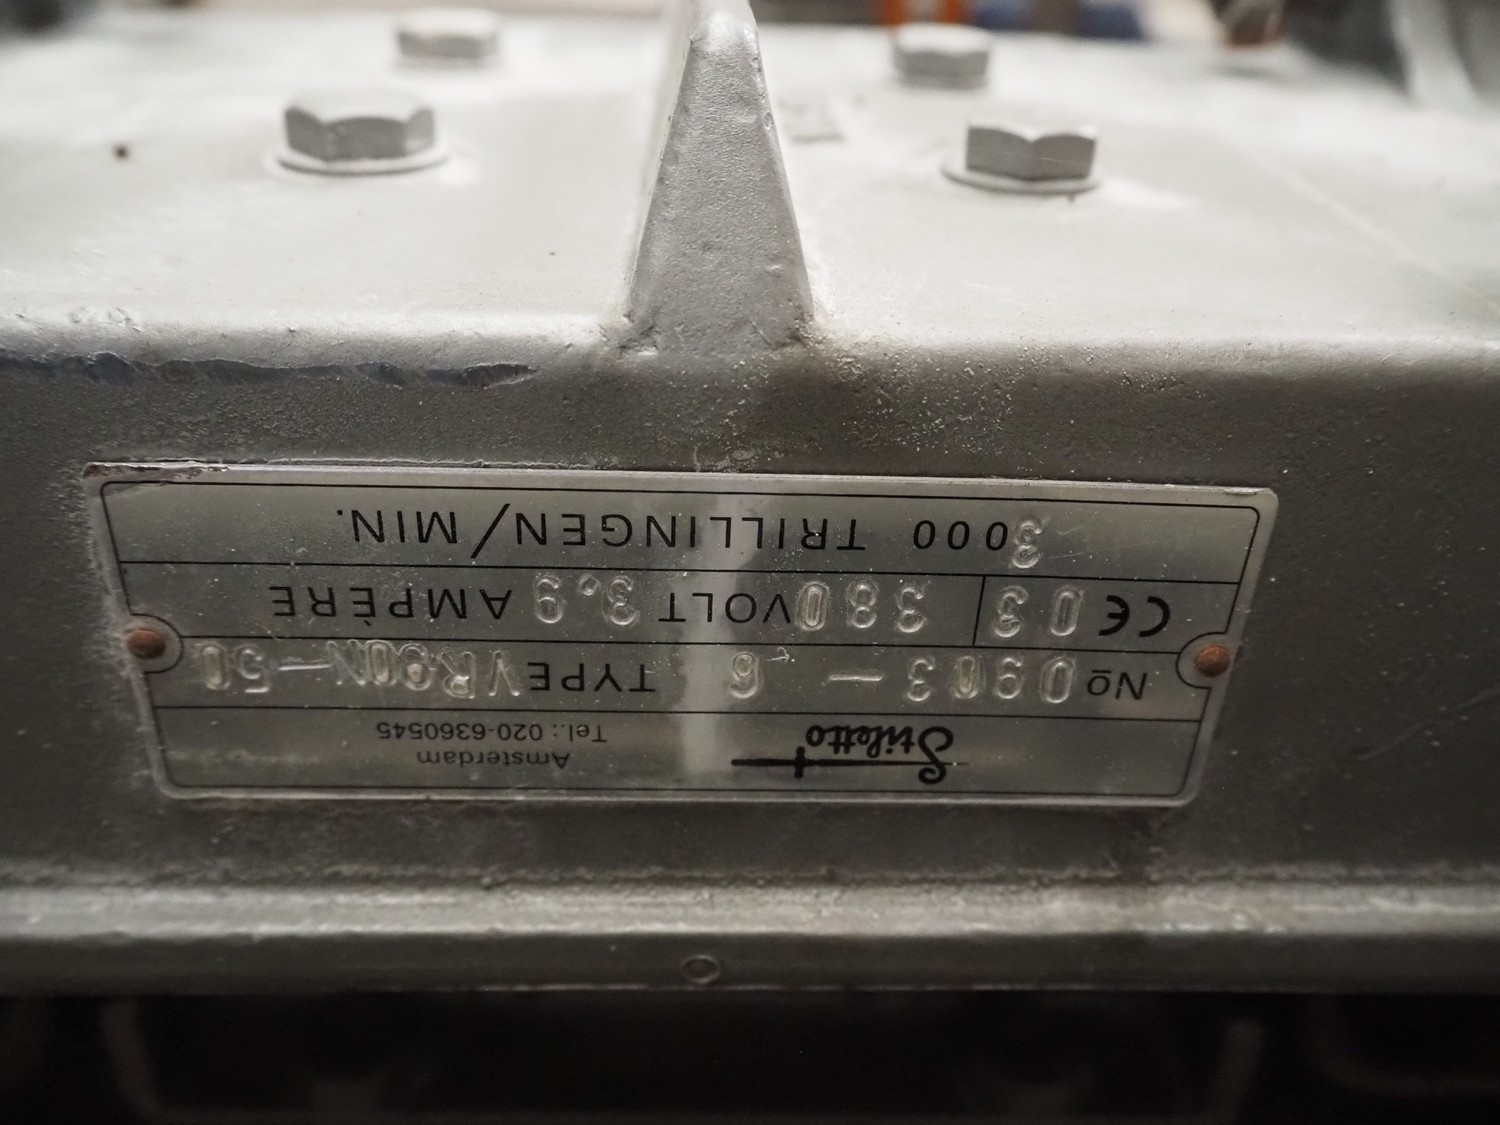 Stiletto Amsterdam
Tel.: 020-6360545
No 0903 - 6 TYPE VR80N-50
CE 03 380 VOLT 3.9 AMPÈRE
3000 TRILLINGEN/MIN.